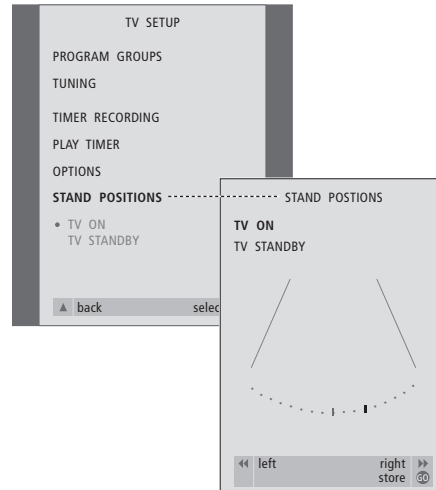 TV SETUP
PROGRAM GROUPS
TUNING
TIMER RECORDING
PLAY TIMER
OPTIONS
STAND POSITIONS
• TV ON
TV STANDBY
▲ back selec
STAND POSTIONS
TV ON
TV STANDBY
◀◀ left right ▶▶
store GO